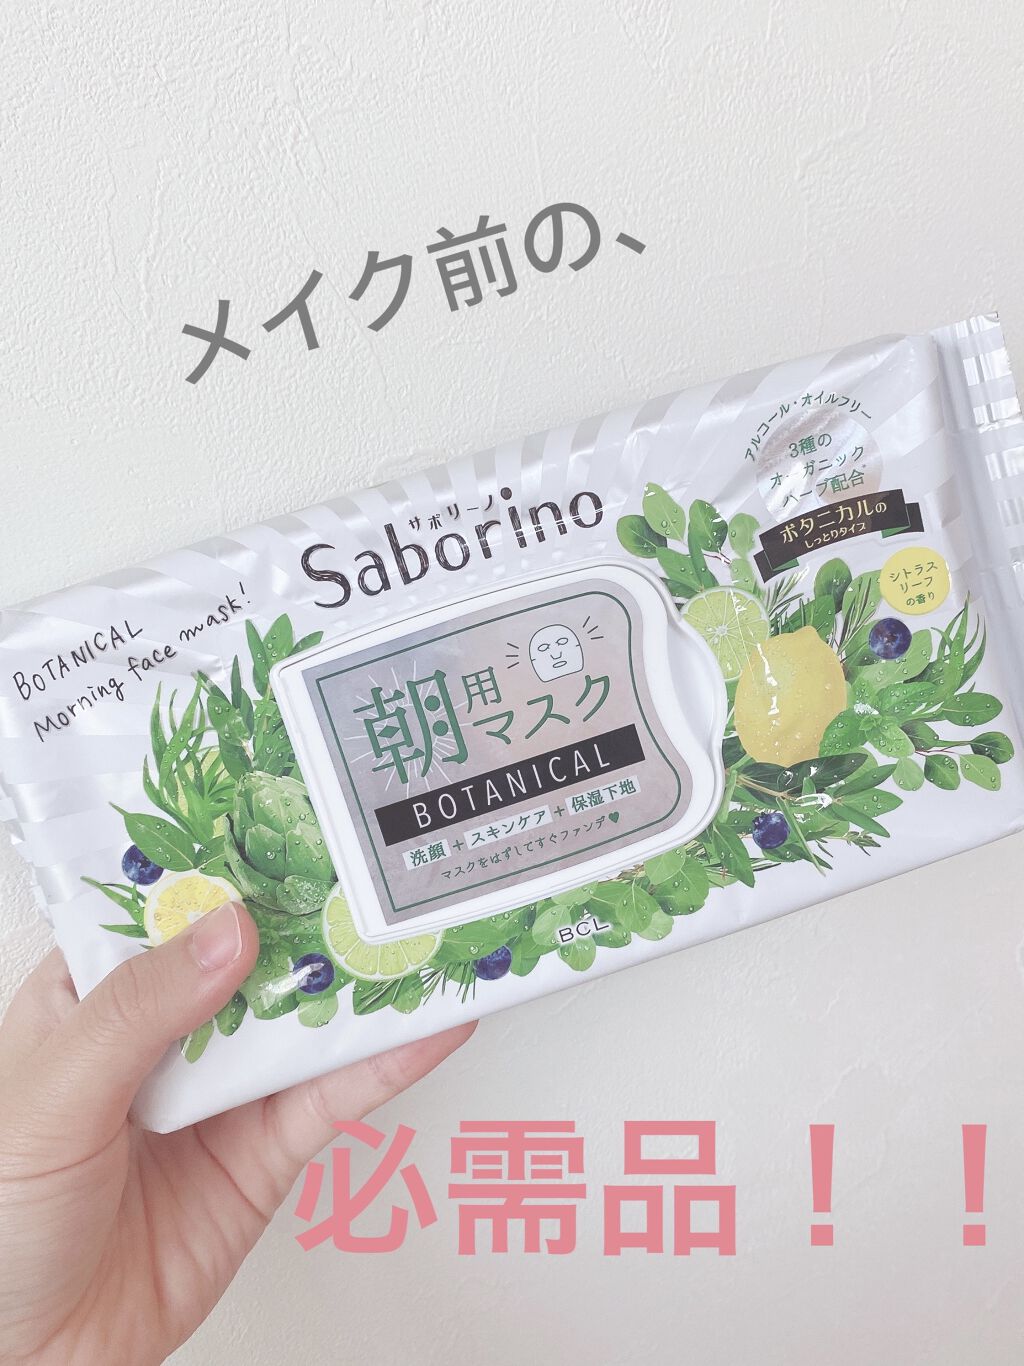 メイク前の、
アルコール・オイルフリー
3種の
オーガニック
ハーブ配合
ボタニカルの
しっとりタイプ
シトラス
リーフ
の香り
サボリーノ
Saborino
BOTANICAL
Morning face mask!
朝用マスク
BOTANICAL
洗顔+スキンケア+保湿下地
マスクをはずしてすぐファンデ♥
BCL
必需品！！